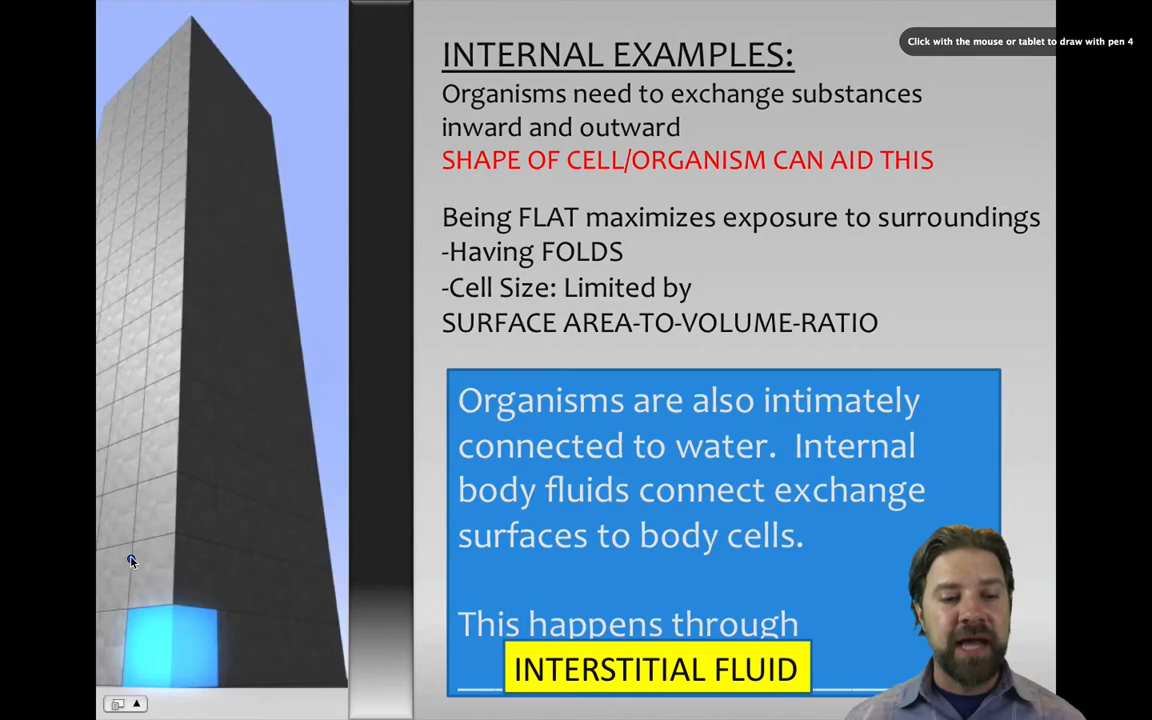 Click with the mouse or tablet to draw with pen 4
INTERNAL EXAMPLES:
Organisms need to exchange substances
inward and outward
SHAPE OF CELL/ORGANISM CAN AID THIS
Being FLAT maximizes exposure to surroundings
-Having FOLDS
-Cell Size: Limited by
SURFACE AREA-TO-VOLUME-RATIO
Organisms are also intimately
connected to water. Internal
body fluids connect exchange
surfaces to body cells.
This happens through
INTERSTITIAL FLUID